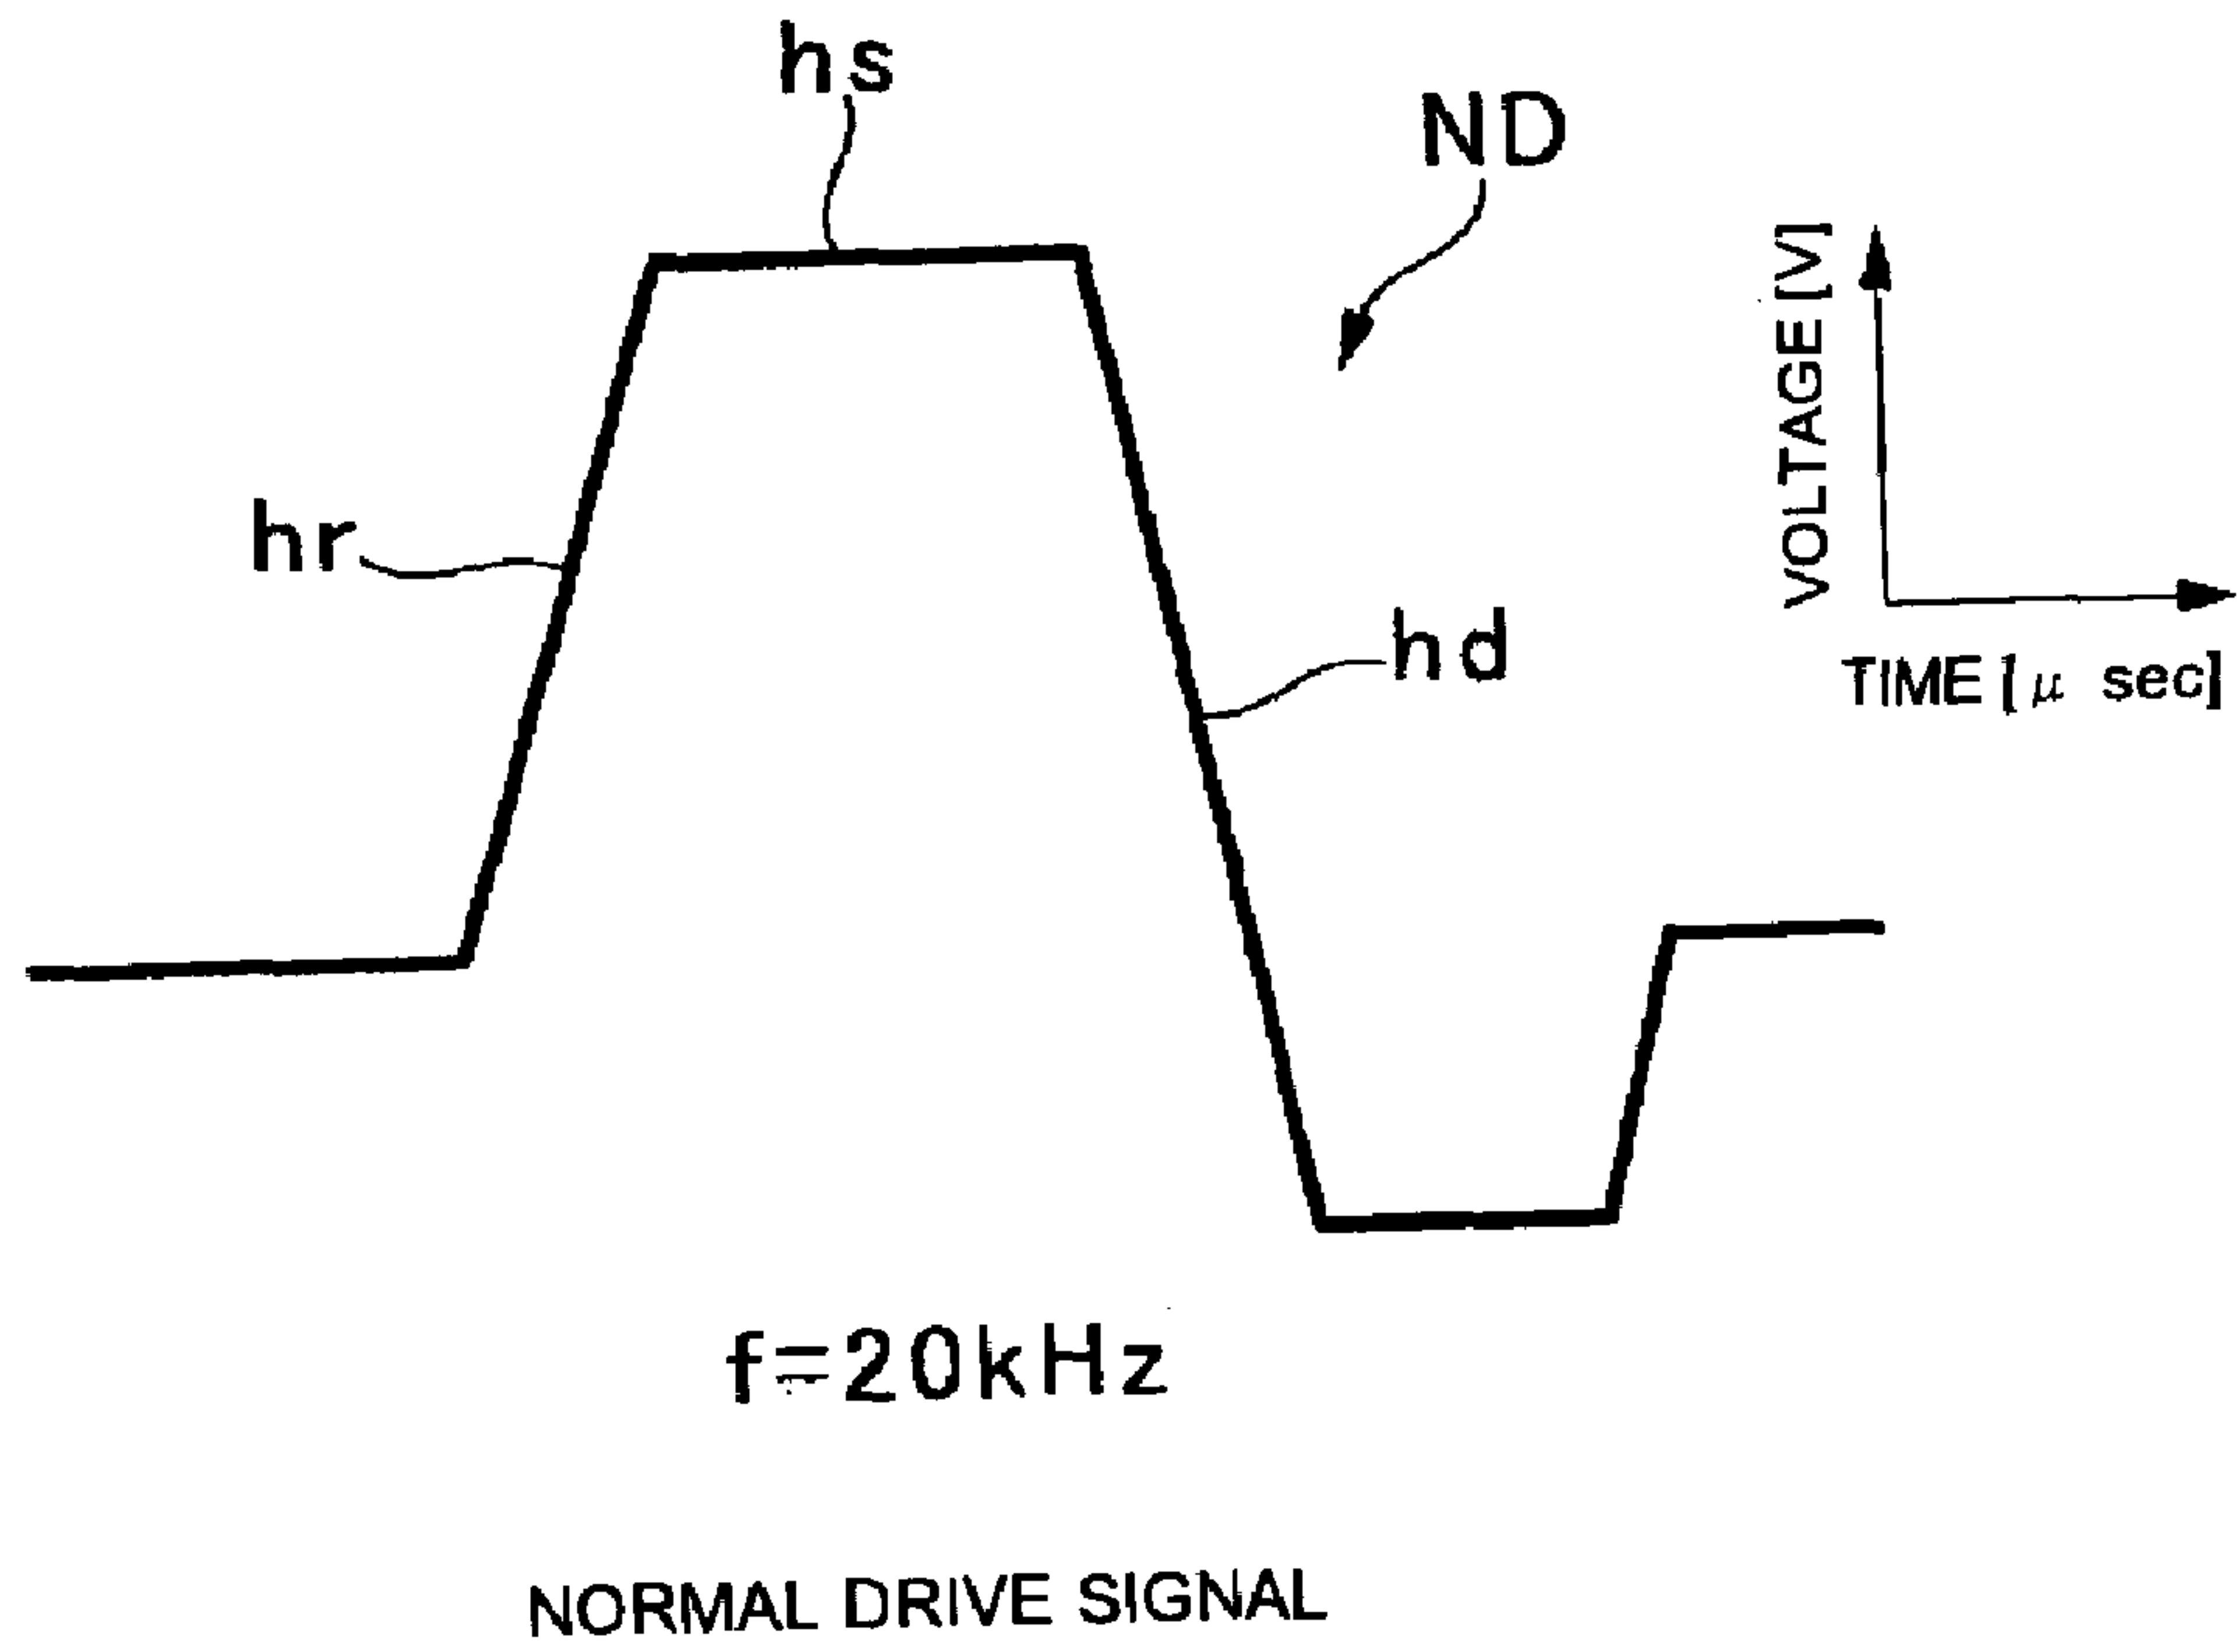 hs
ND
VOLTAGE [V]
hr
hd
TIME [μ sec]
f=20kHz
NORMAL DRIVE SIGNAL